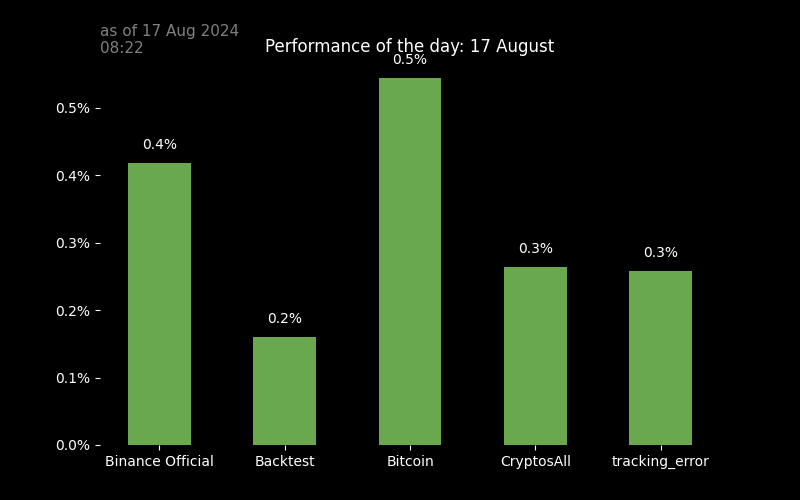 as of 17 Aug 2024
08:22
Performance of the day: 17 August
0.5%
0.5%
0.4%
0.4%
0.3%
0.3%
0.3%
0.2%
0.2%
0.1%
0.0%
Binance Official
Backtest
Bitcoin
CryptosAll
tracking_error